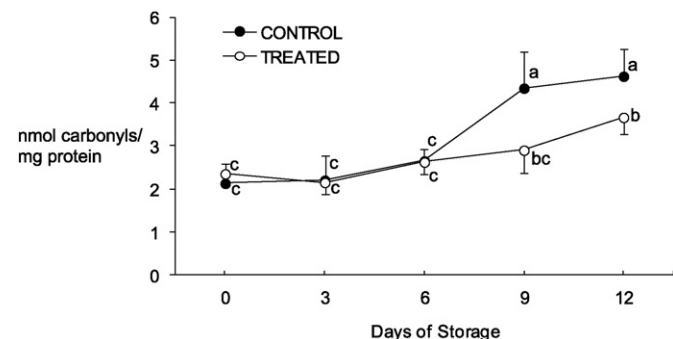 6
CONTROL
TREATED
5
a
a
4
nmol carbonyls/
mg protein
3
c
c
c
c
c
c
bc
b
2
1
0
0 3 6 9 12
Days of Storage